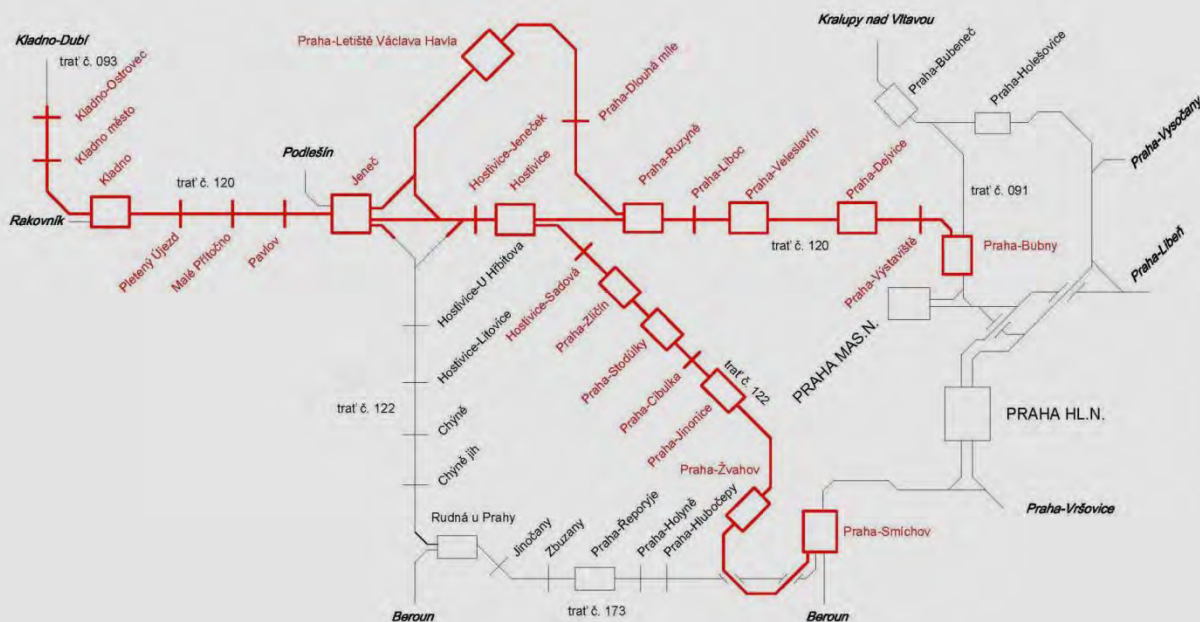 Kladno-Dubí
trať č. 093
Kladno-Ostrovec
Kladno město
Kladno
Rakovník
trať č. 120
Pletený Újezd
Malé Přítočno
Pavlov
Podlešín
Jeneč
Praha-Letiště Václava Havla
Hostivice-Jeneček
Hostivice
Praha-Dlouhá míle
Praha-Ruzyně
Praha-Liboc
Praha-Veleslavín
Praha-Dejvice
trať č. 120
Praha-Výstaviště
Praha-Bubny
Kralupy nad Vltavou
Praha-Bubeneč
Praha-Holešovice
trať č. 091
Praha-Vysočany
Praha-Libeň
PRAHA MAS.N.
PRAHA HL.N.
Praha-Vršovice
Hostivice-U Hřbitova
Hostivice-Litovice
trať č. 122
Chýně
Chýně jih
Hostivice-Sadová
Praha-Zličín
Praha-Stodůlky
Praha-Cibulka
Praha-Jinonice
trať č. 122
Praha-Žvahov
Praha-Smíchov
Rudná u Prahy
Jinočany
Zbuzany
Praha-Reporyje
Praha-Holyně
Praha-Hlubočepy
trať č. 173
Beroun
Beroun